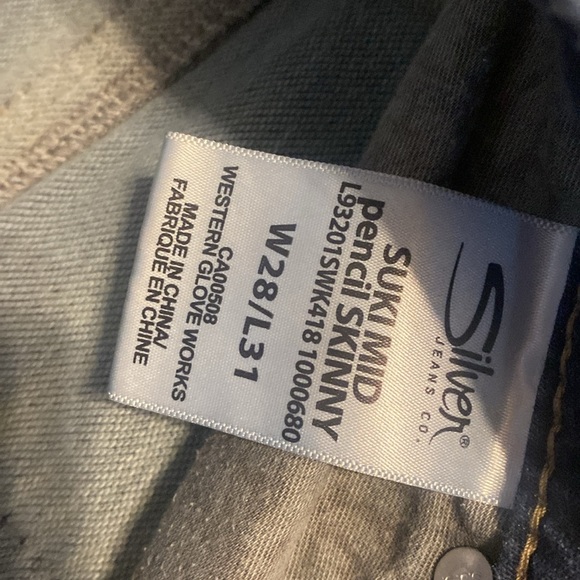 Silver®
JEANS CO.
SUKI MID
pencil SKINNY
L93201SWK418 1000680
W28/L31
CA00508
WESTERN GLOVE WORKS
MADE IN CHINA/
FABRIQUE EN CHINE